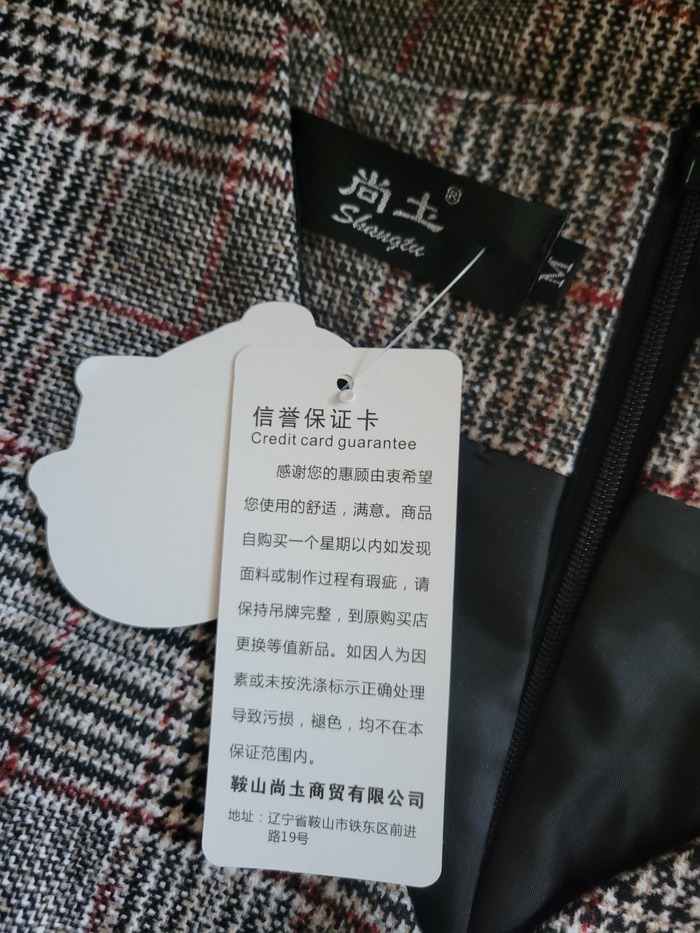 尚圡®
Shangtu
M
信誉保证卡
Credit card guarantee
感谢您的惠顾由衷希望
您使用的舒适，满意。商品
自购买一个星期以内如发现
面料或制作过程有瑕疵，请
保持吊牌完整，到原购买店
更换等值新品。如因人为因
素或未按洗涤标示正确处理
导致污损，褪色，均不在本
保证范围内。
鞍山尚圡商贸有限公司
地址：辽宁省鞍山市铁东区前进
路19号